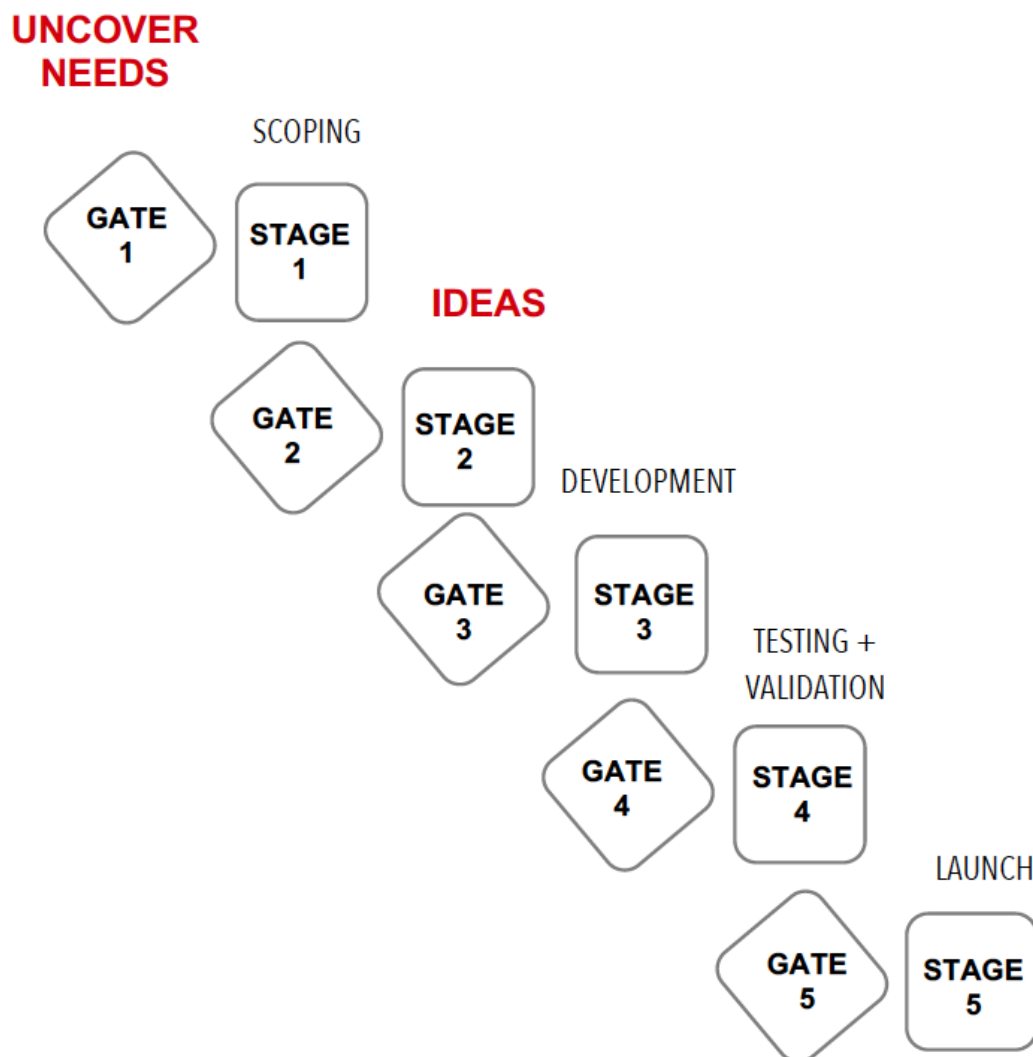 UNCOVER
NEEDS
SCOPING
GATE
1
STAGE
1
IDEAS
GATE
2
STAGE
2
DEVELOPMENT
GATE
3
STAGE
3
TESTING +
VALIDATION
GATE
4
STAGE
4
LAUNCH
GATE
5
STAGE
5